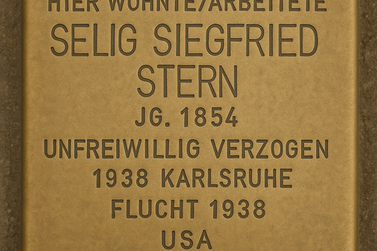 HIER WOHNTE/ARBEITETE
SELIG SIEGFRIED
STERN
JG. 1854
UNFREIWILLIG VERZOGEN
1938 KARLSRUHE
FLUCHT 1938
USA